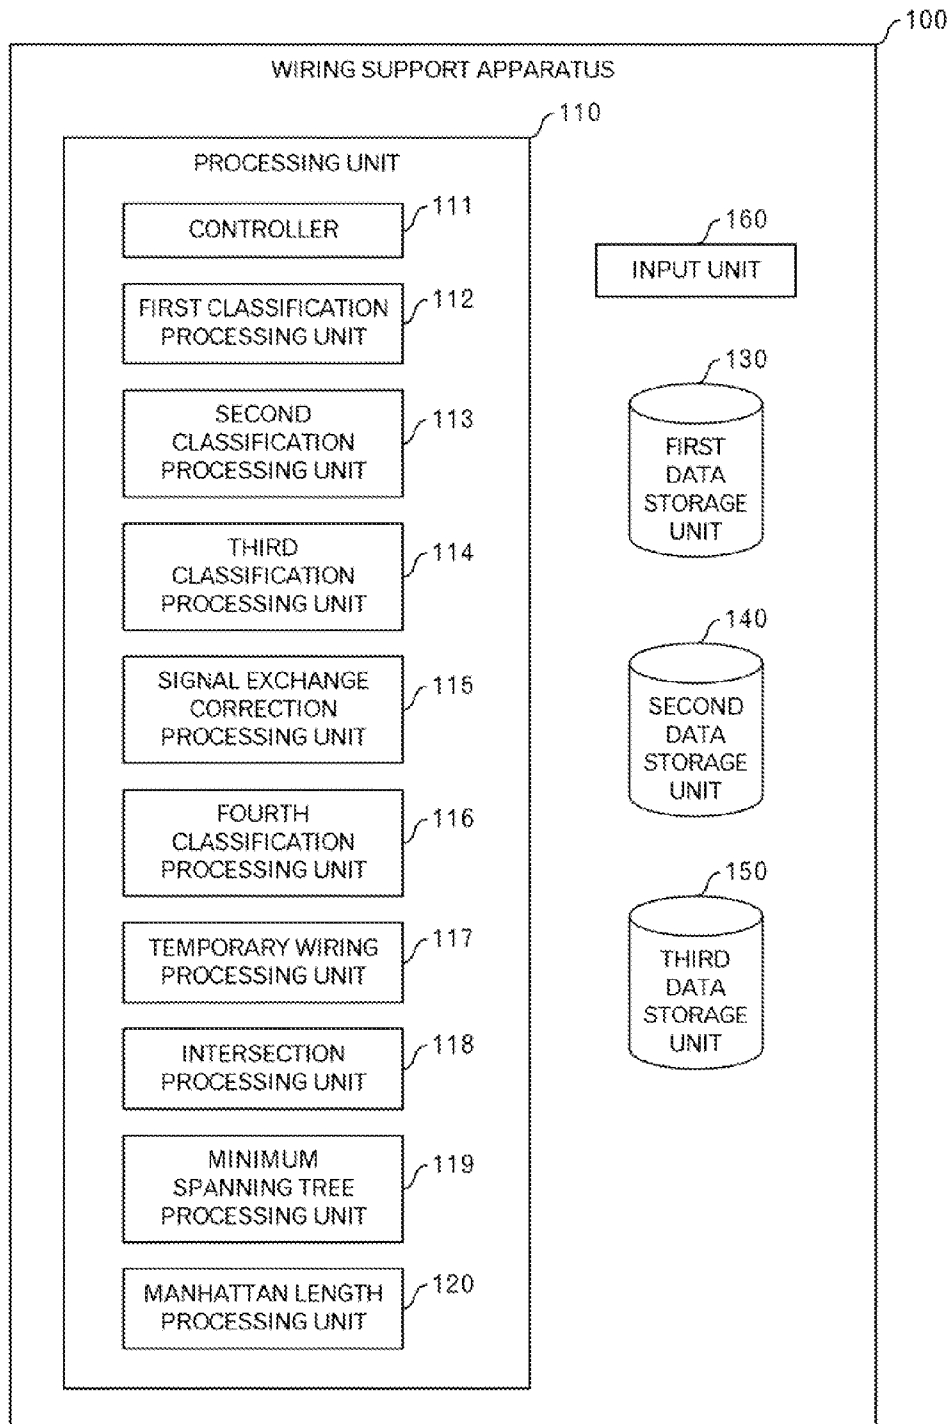 100
WIRING SUPPORT APPARATUS
110
PROCESSING UNIT
111
CONTROLLER
112
FIRST CLASSIFICATION
PROCESSING UNIT
113
SECOND
CLASSIFICATION
PROCESSING UNIT
114
THIRD
CLASSIFICATION
PROCESSING UNIT
115
SIGNAL EXCHANGE
CORRECTION
PROCESSING UNIT
116
FOURTH
CLASSIFICATION
PROCESSING UNIT
117
TEMPORARY WIRING
PROCESSING UNIT
118
INTERSECTION
PROCESSING UNIT
119
MINIMUM
SPANNING TREE
PROCESSING UNIT
120
MANHATTAN LENGTH
PROCESSING UNIT
160
INPUT UNIT
130
FIRST
DATA
STORAGE
UNIT
140
SECOND
DATA
STORAGE
UNIT
150
THIRD
DATA
STORAGE
UNIT